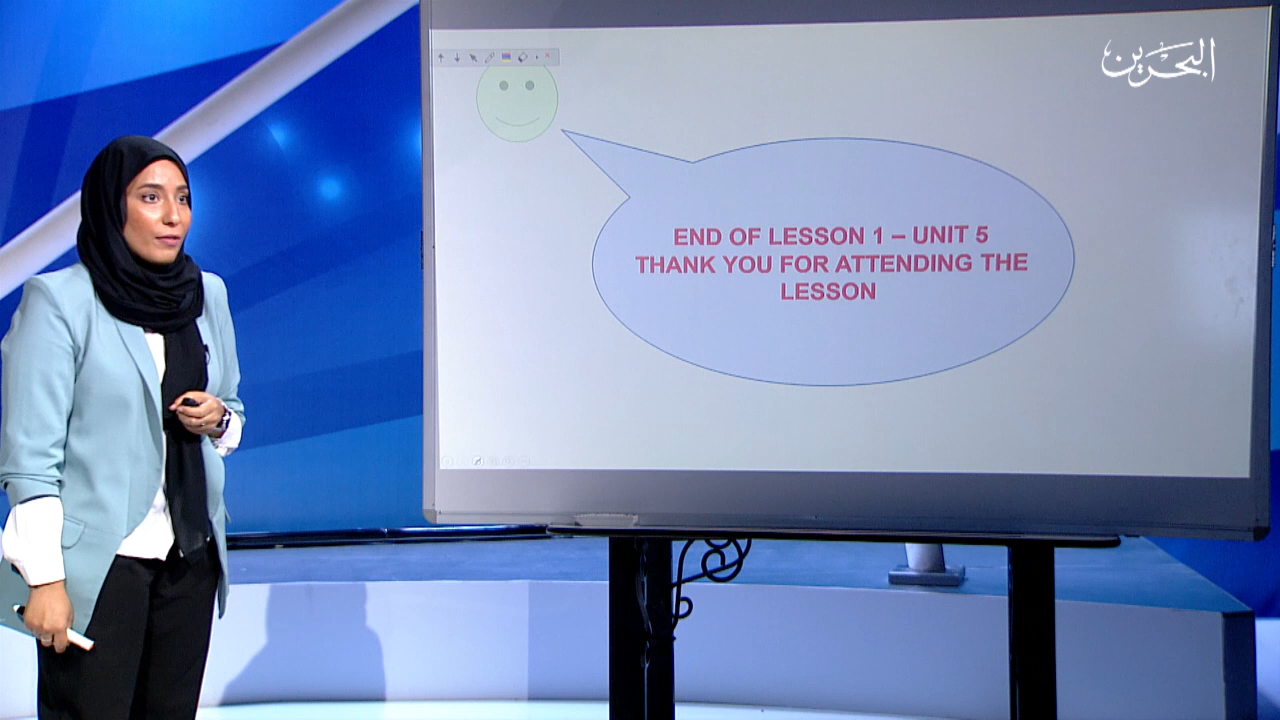 البحرين
END OF LESSON 1 – UNIT 5
THANK YOU FOR ATTENDING THE
LESSON